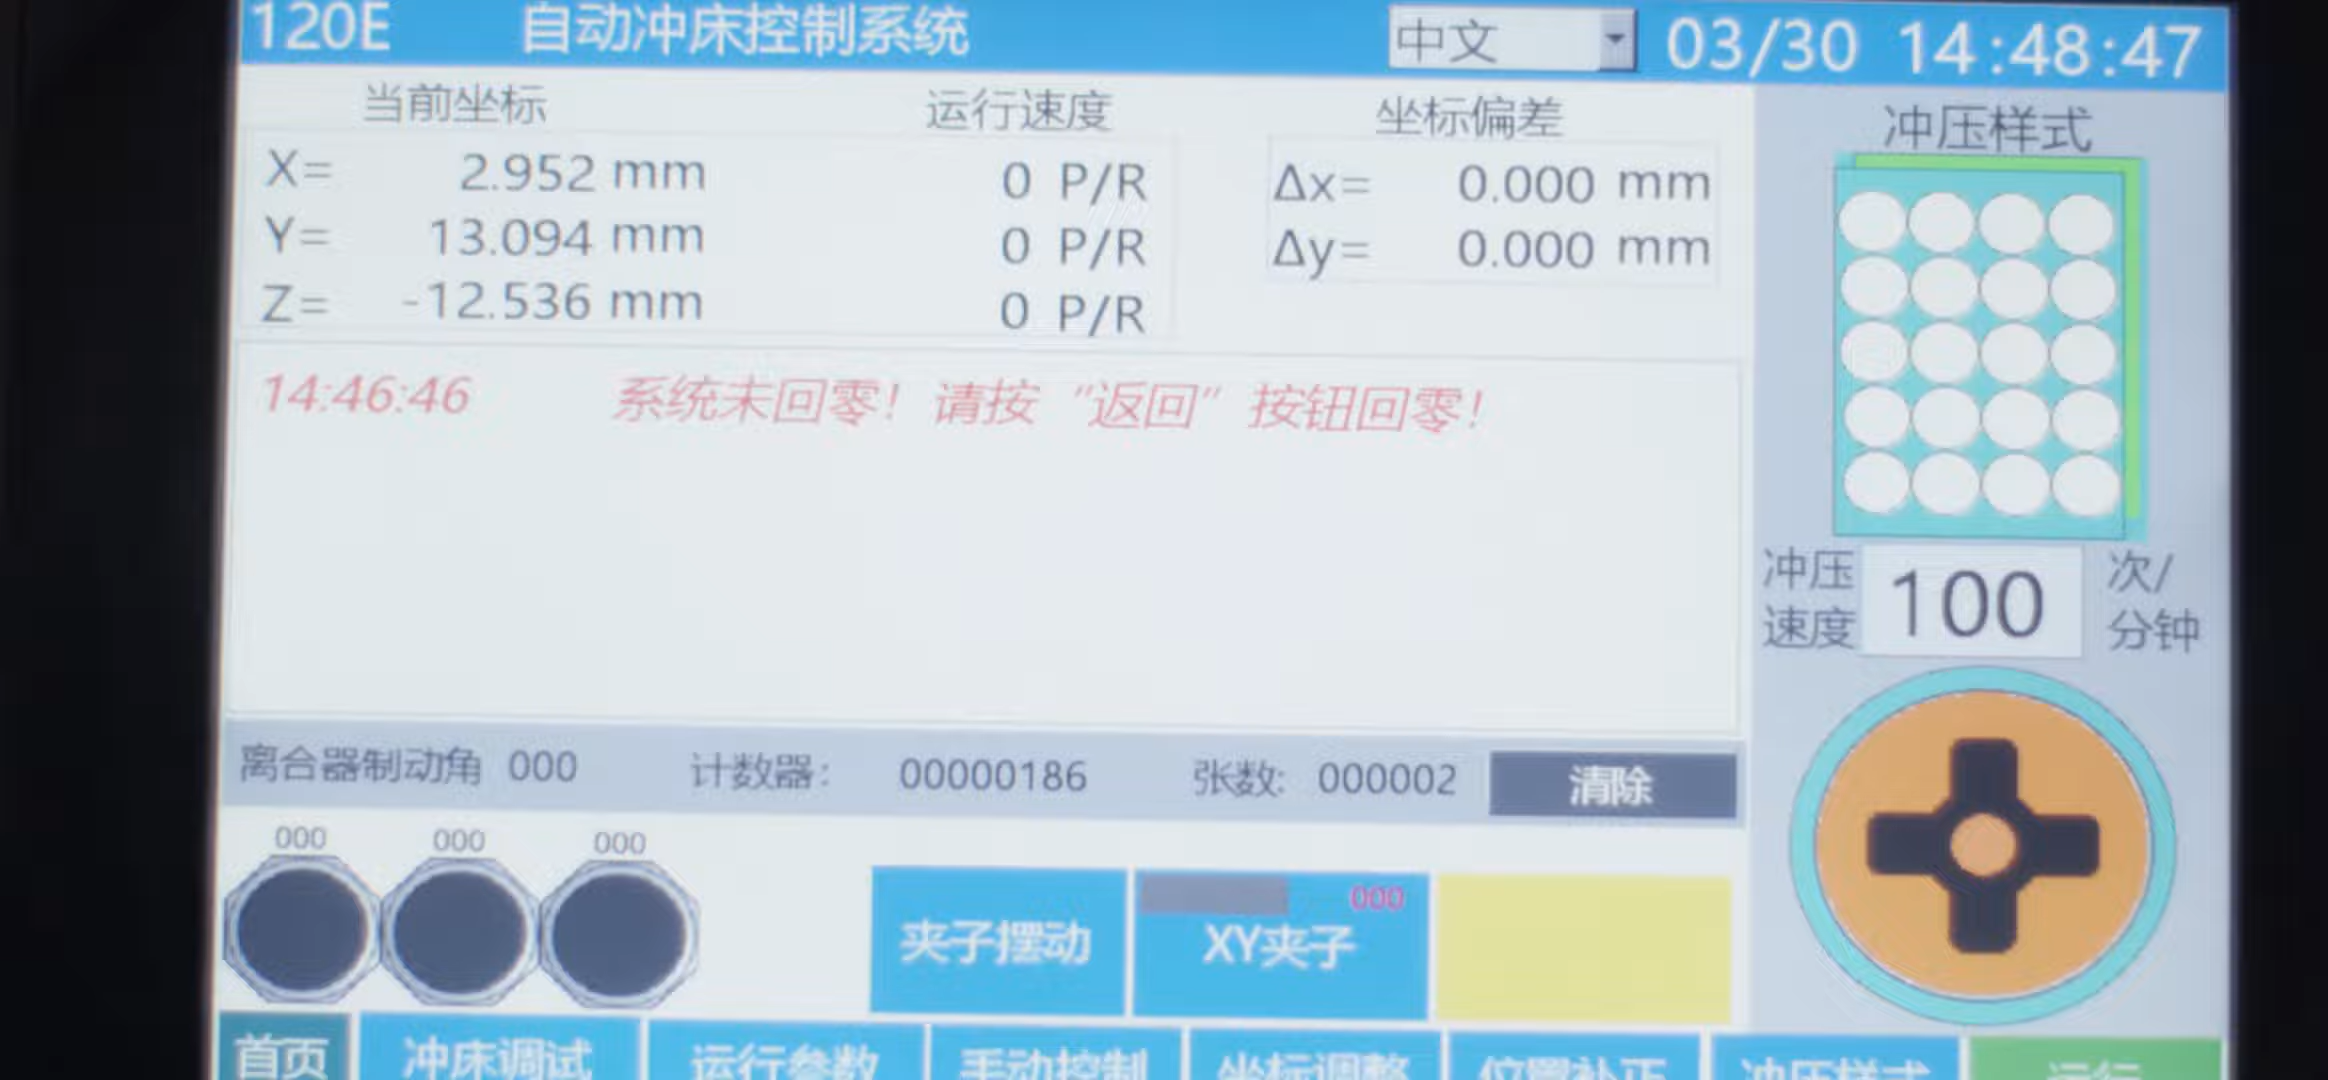 120E 自动冲床控制系统 中文 03/30 14:48:47
当前坐标 运行速度 坐标偏差 冲压样式
X= 2.952 mm 0 P/R Δx= 0.000 mm
Y= 13.094 mm 0 P/R Δy= 0.000 mm
Z= -12.536 mm 0 P/R
14:46:46 系统未回零！请按“返回”按钮回零！
冲压速度 100 次/分钟
离合器制动角 000 计数器： 00000186 张数: 000002 清除
000 000 000
夹子摆动 000 XY夹子
首页 冲床调试 运行参数 手动控制 坐标调整 位置补正 冲压样式 运行